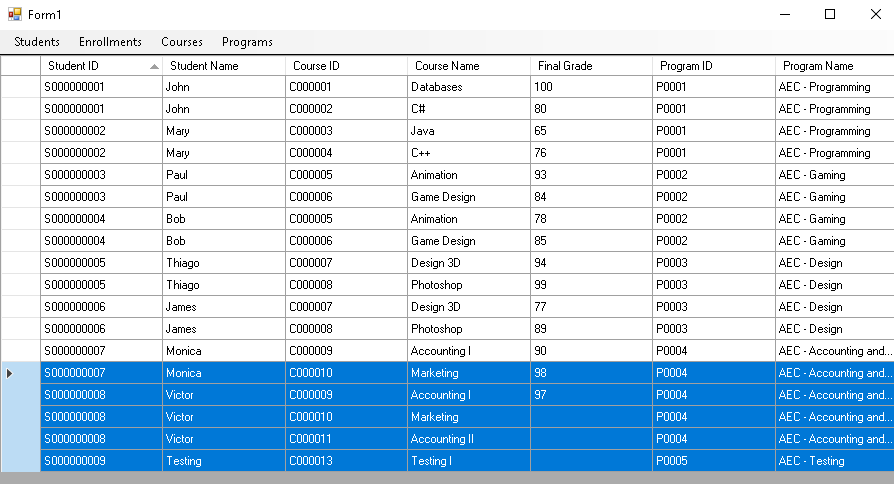 Form1
Students Enrollments Courses Programs
Student ID Student Name Course ID Course Name Final Grade Program ID Program Name
S000000001 John C000001 Databases 100 P0001 AEC - Programming
S000000001 John C000002 C# 80 P0001 AEC - Programming
S000000002 Mary C000003 Java 65 P0001 AEC - Programming
S000000002 Mary C000004 C++ 76 P0001 AEC - Programming
S000000003 Paul C000005 Animation 93 P0002 AEC - Gaming
S000000003 Paul C000006 Game Design 84 P0002 AEC - Gaming
S000000004 Bob C000005 Animation 78 P0002 AEC - Gaming
S000000004 Bob C000006 Game Design 85 P0002 AEC - Gaming
S000000005 Thiago C000007 Design 3D 94 P0003 AEC - Design
S000000005 Thiago C000008 Photoshop 99 P0003 AEC - Design
S000000006 James C000007 Design 3D 77 P0003 AEC - Design
S000000006 James C000008 Photoshop 89 P0003 AEC - Design
S000000007 Monica C000009 Accounting I 90 P0004 AEC - Accounting and...
S000000007 Monica C000010 Marketing 98 P0004 AEC - Accounting and...
S000000008 Victor C000009 Accounting I 97 P0004 AEC - Accounting and...
S000000008 Victor C000010 Marketing P0004 AEC - Accounting and...
S000000008 Victor C000011 Accounting II P0004 AEC - Accounting and...
S000000009 Testing C000013 Testing I P0005 AEC - Testing